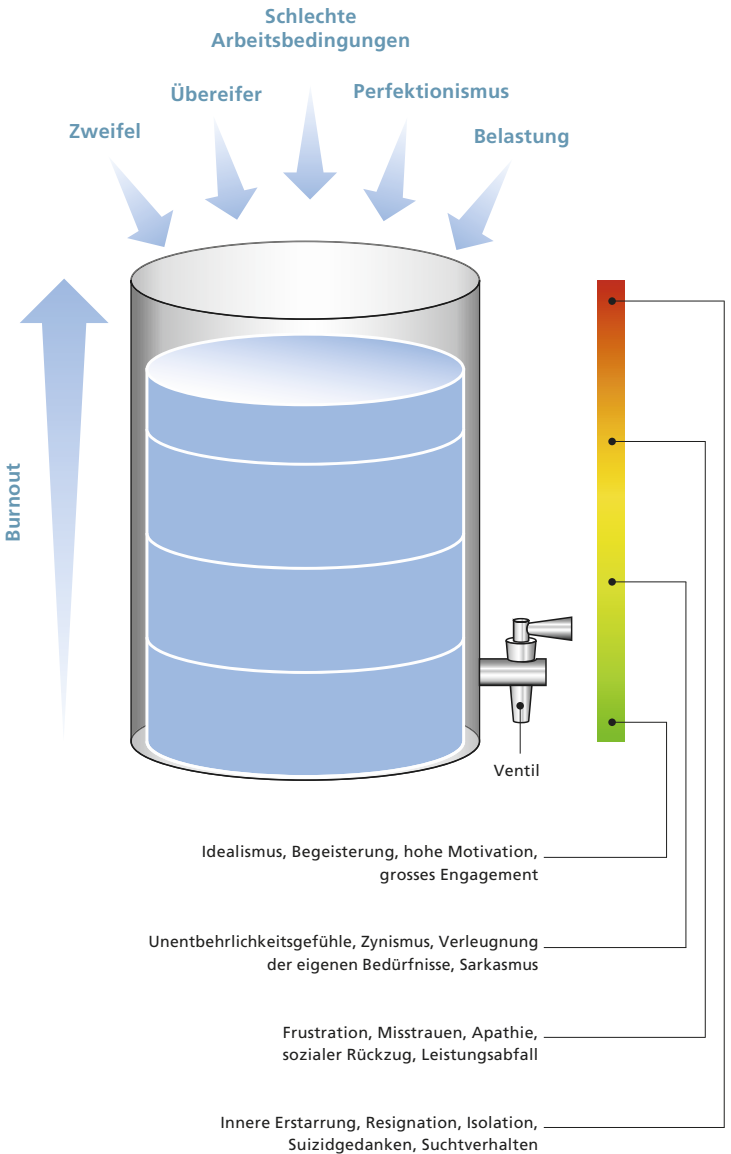 Schlechte
Arbeitsbedingungen
Übereifer
Perfektionismus
Zweifel
Belastung
Burnout
Ventil
Idealismus, Begeisterung, hohe Motivation,
grosses Engagement
Unentbehrlichkeitsgefühle, Zynismus, Verleugnung
der eigenen Bedürfnisse, Sarkasmus
Frustration, Misstrauen, Apathie,
sozialer Rückzug, Leistungsabfall
Innere Erstarrung, Resignation, Isolation,
Suizidgedanken, Suchtverhalten